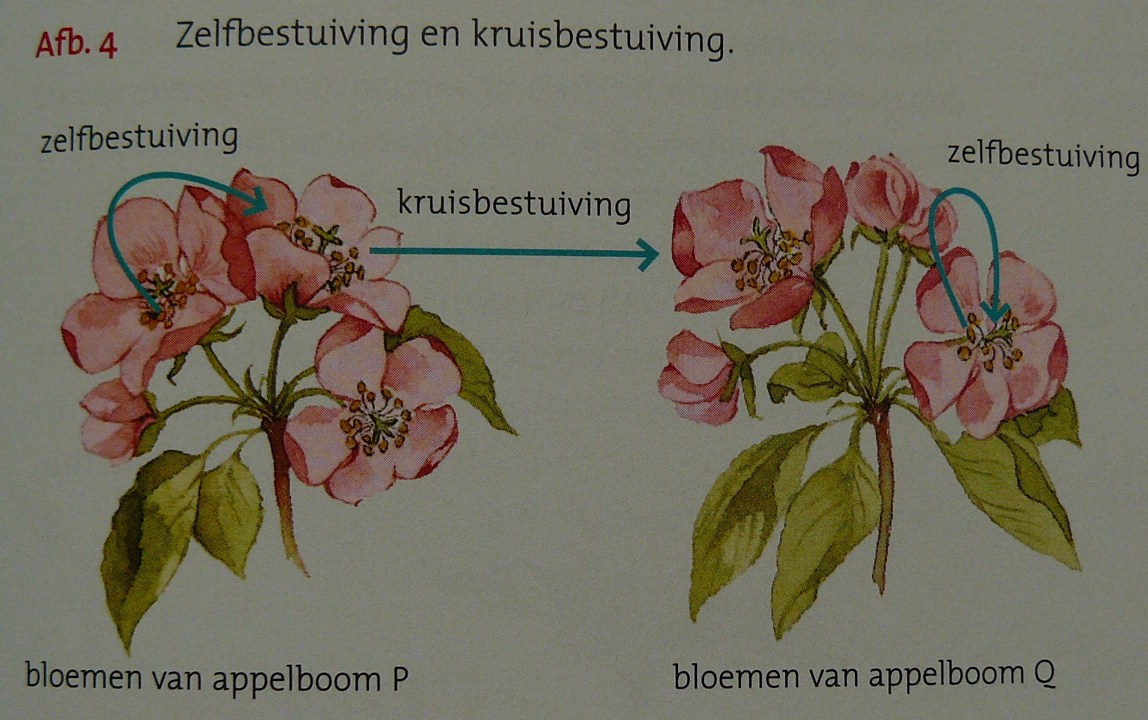 Afb. 4 Zelfbestuiving en kruisbestuiving.
zelfbestuiving
kruisbestuiving
zelfbestuiving
bloemen van appelboom P
bloemen van appelboom Q